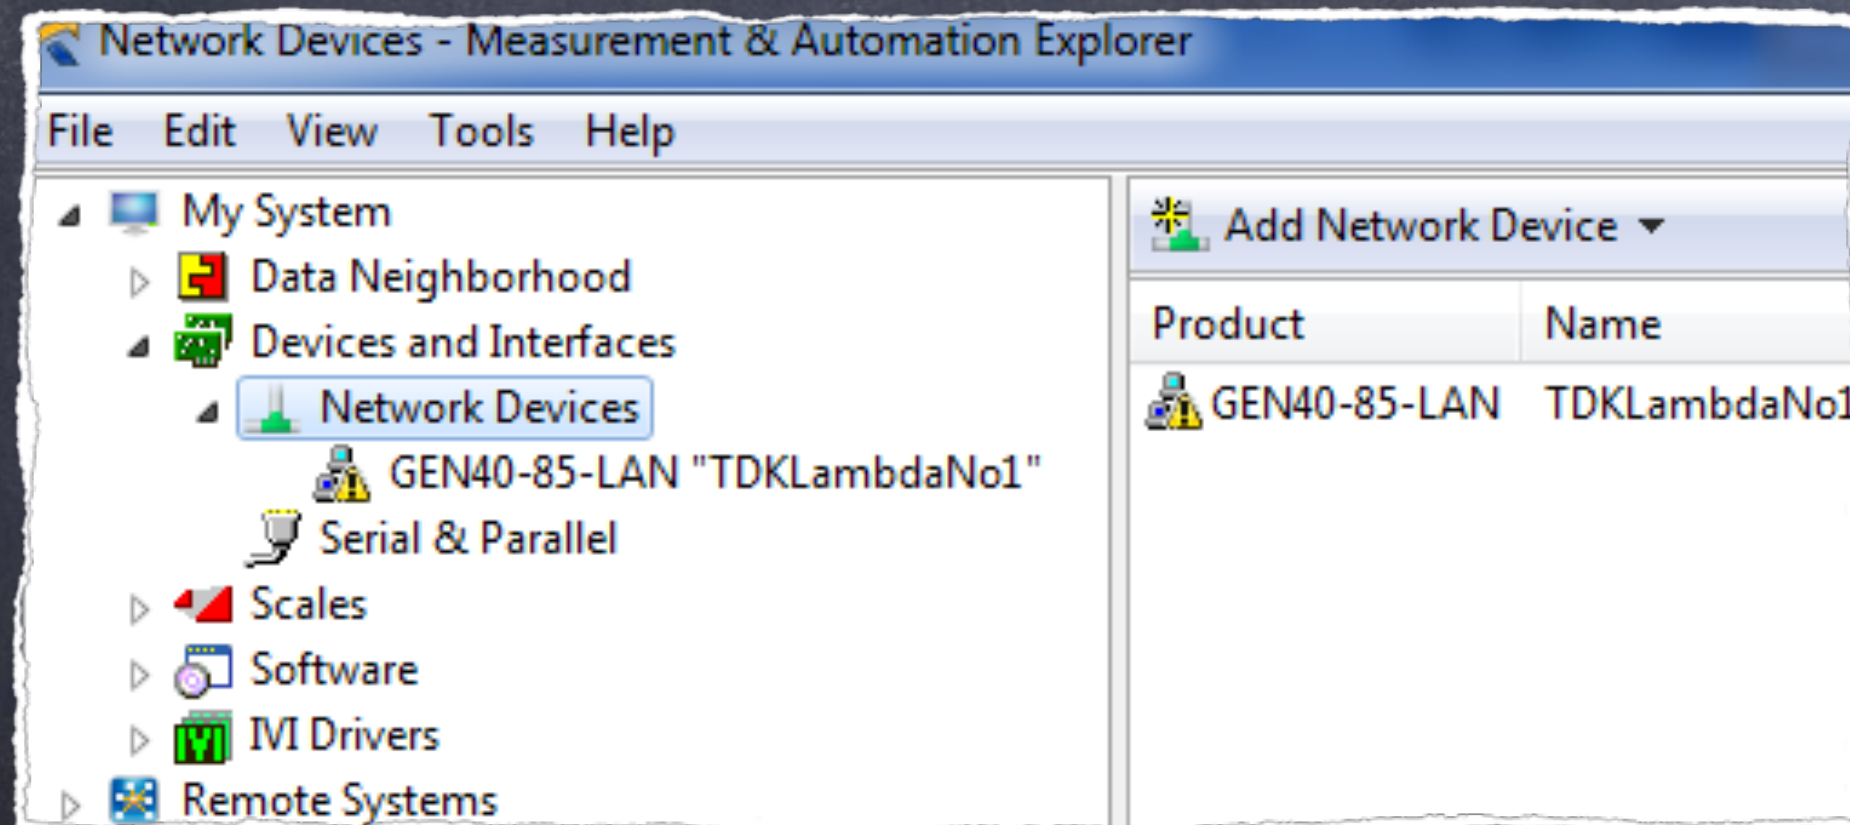 Network Devices - Measurement & Automation Explorer
File Edit View Tools Help
My System
Data Neighborhood
Devices and Interfaces
Network Devices
GEN40-85-LAN "TDKLambdaNo1"
Serial & Parallel
Scales
Software
IVI Drivers
Remote Systems
Add Network Device
Product Name
GEN40-85-LAN TDKLambdaNo1